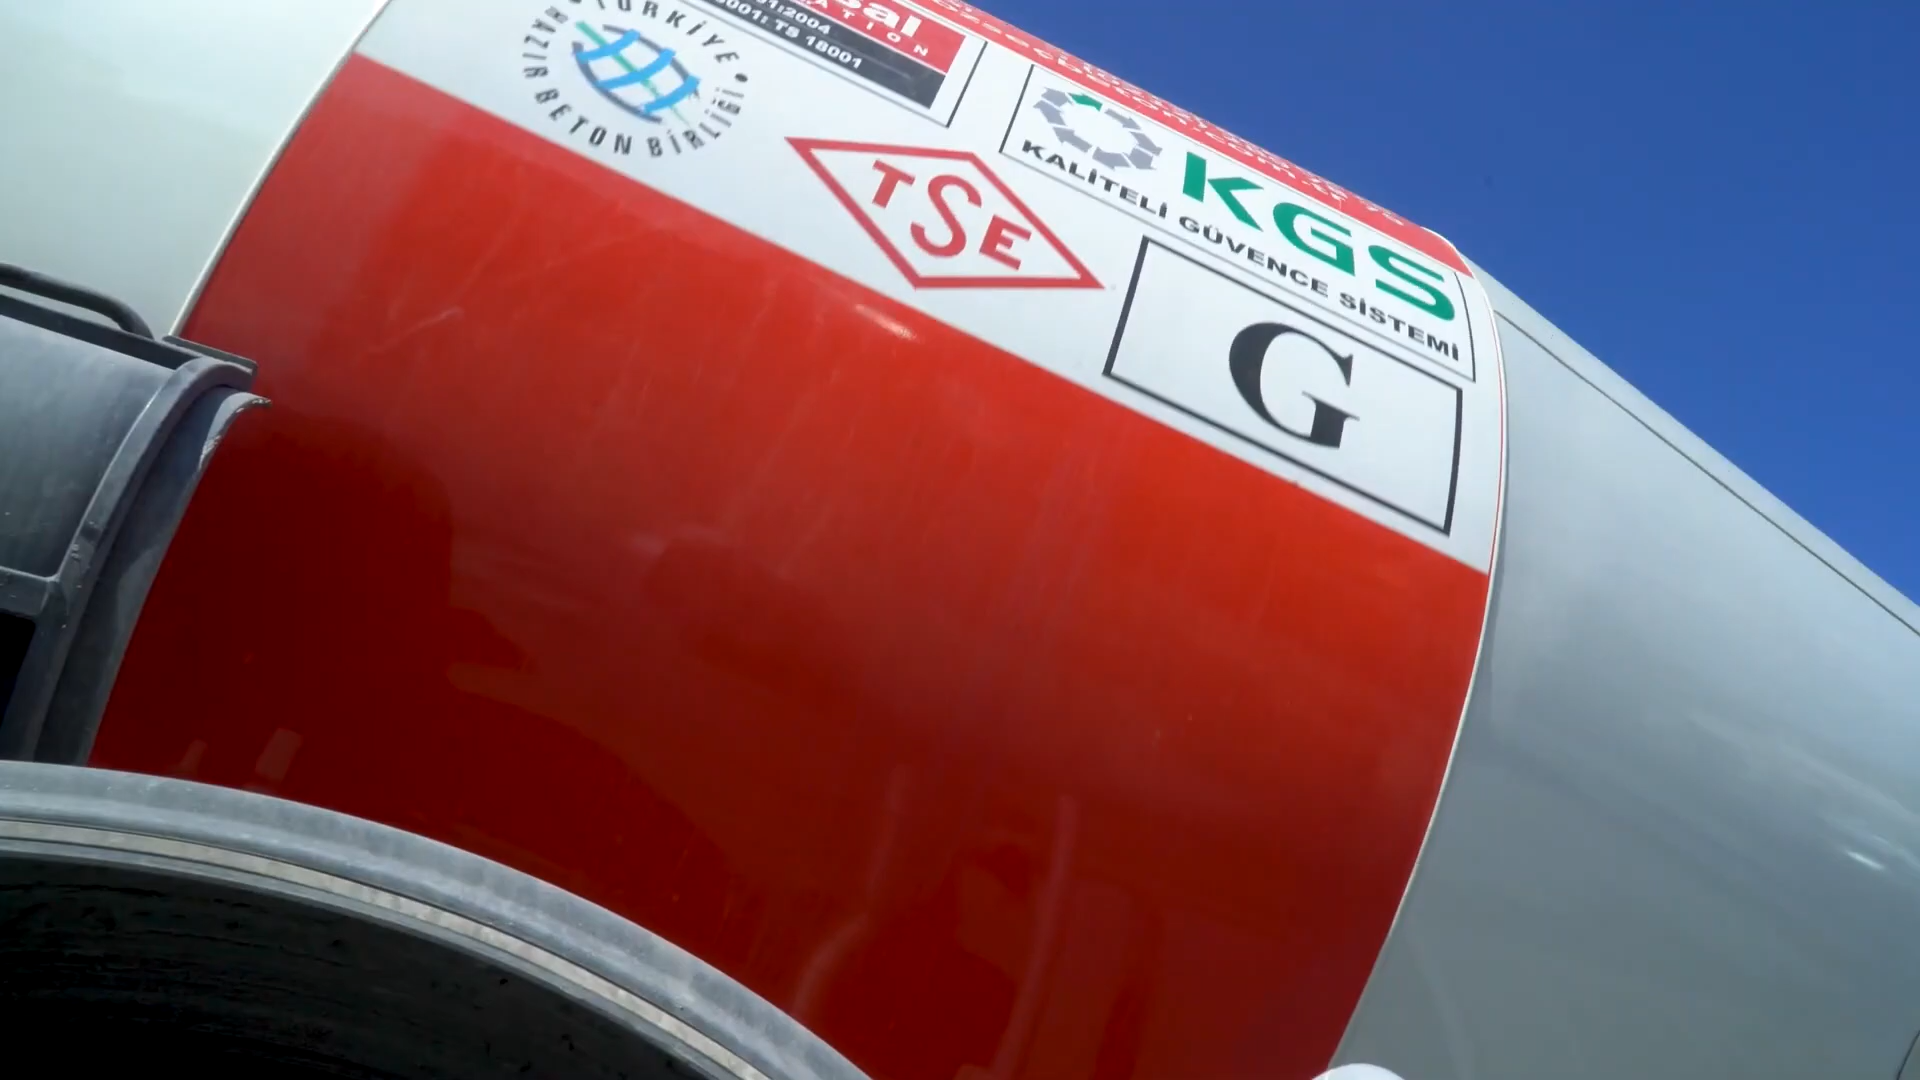 TÜRKİYE
HAZIR BETON BİRLİĞİ
TS 18001
TSE
KGS
KALİTELİ GÜVENCE SİSTEMİ
G